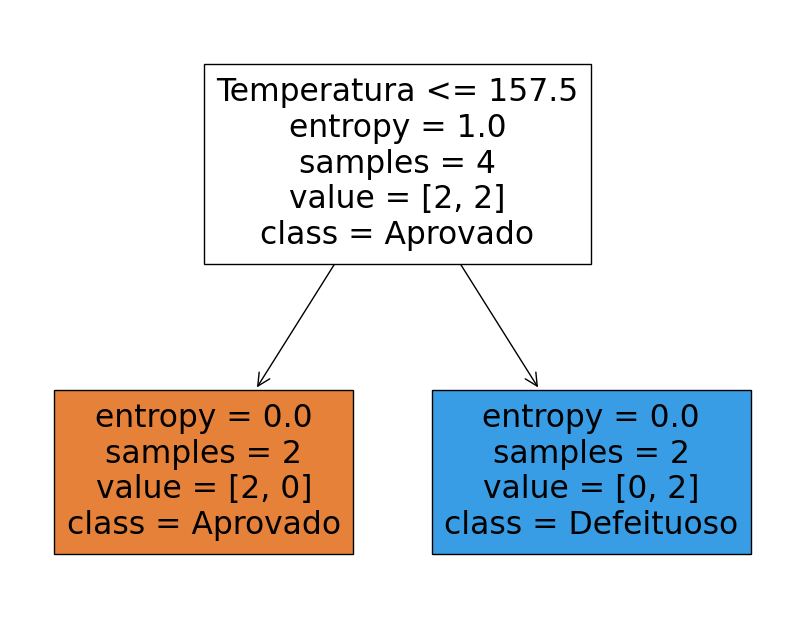 Temperatura <= 157.5
entropy = 1.0
samples = 4
value = [2, 2]
class = Aprovado
entropy = 0.0
samples = 2
value = [2, 0]
class = Aprovado
entropy = 0.0
samples = 2
value = [0, 2]
class = Defeituoso